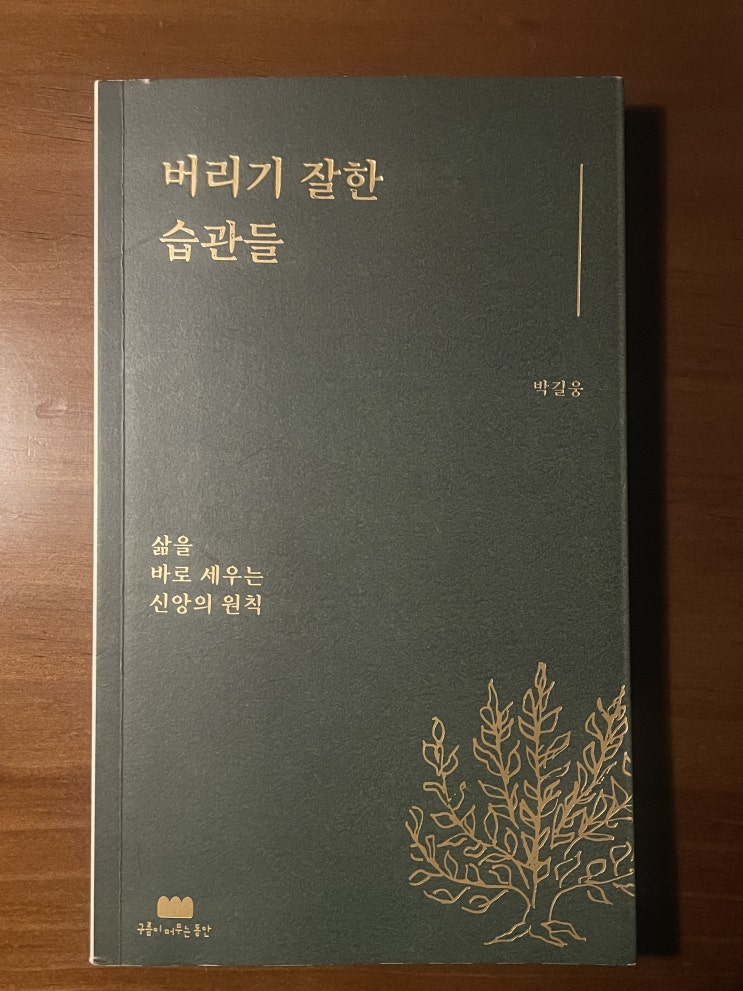 버리기 잘한
습관들
박길웅
삶을
바로 세우는
신앙의 원칙
구름이 머무는 동안